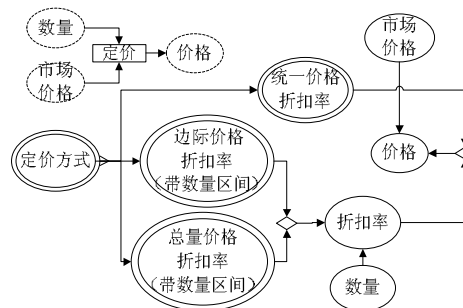 数量
定价
价格
市场
价格
市场
价格
统一价格
折扣率
定价方式
边际价格
折扣率
（带数量区间）
价格
总量价格
折扣率
（带数量区间）
折扣率
数量